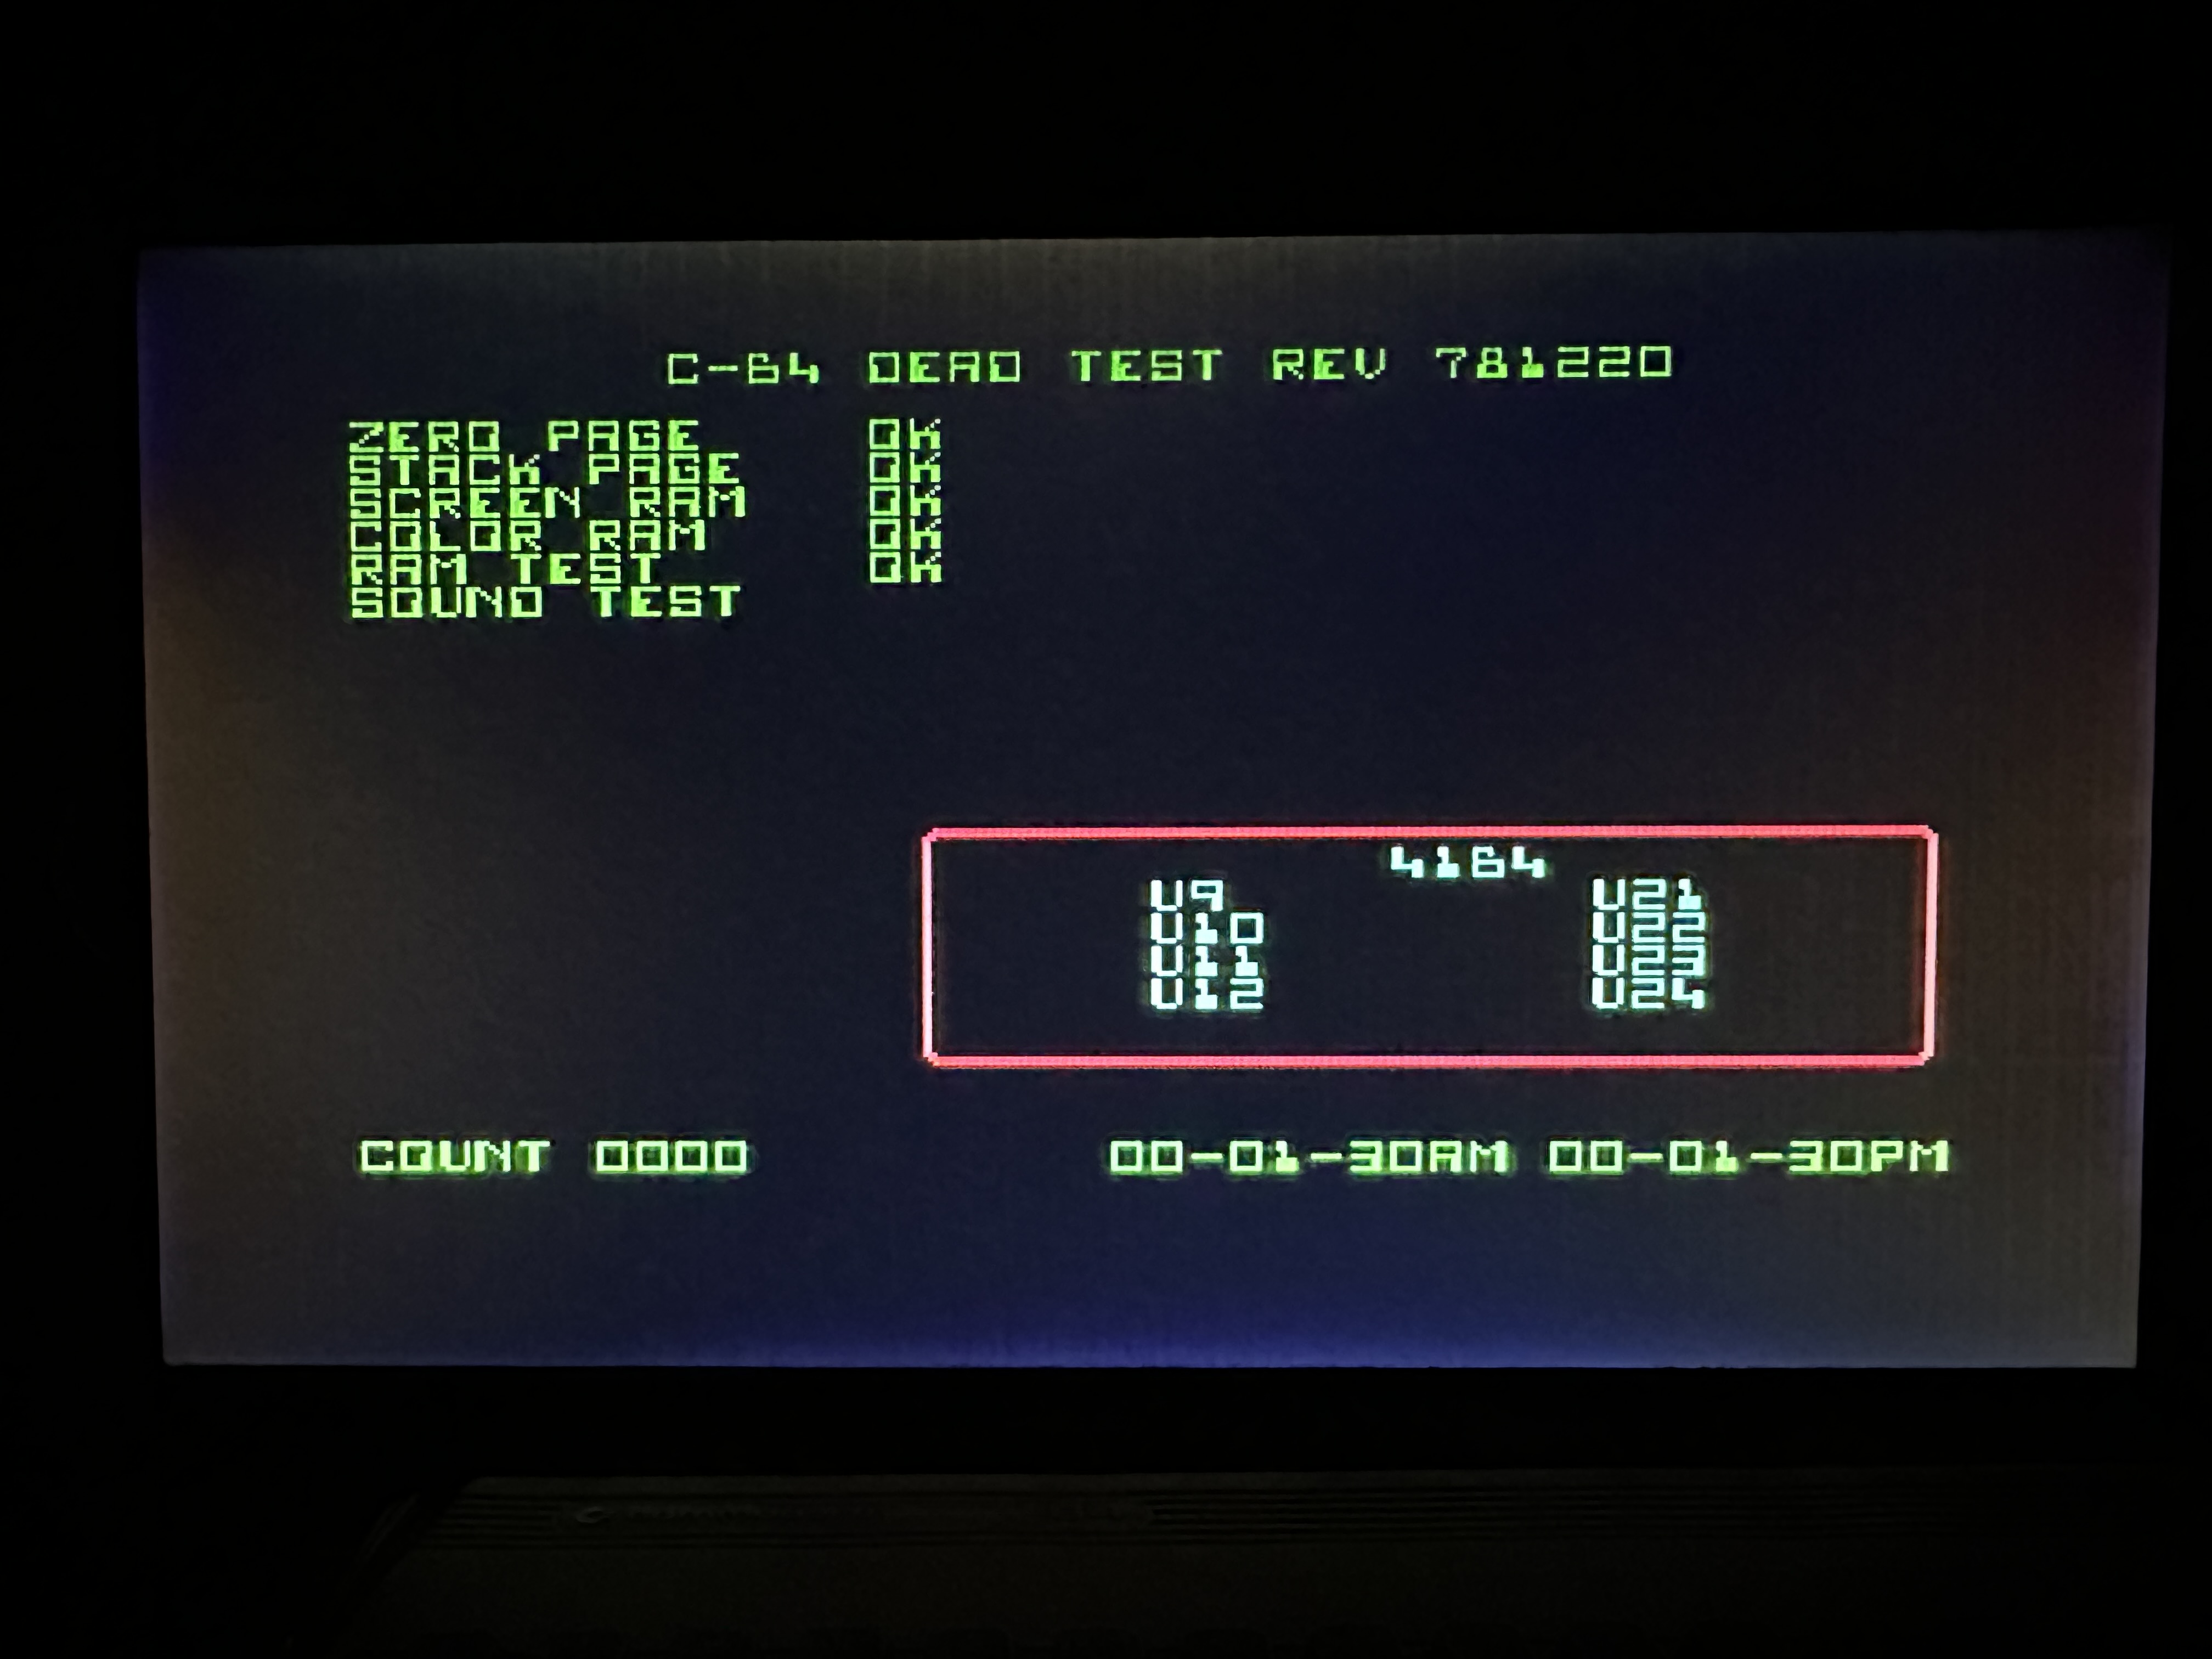 C-64 DEAD TEST REV 781220
ZERO PAGE OK
STACK PAGE OK
SCREEN RAM OK
COLOR RAM OK
RAM TEST OK
SOUND TEST
4164
U9 U21
U10 U22
U11 U23
U12 U24
COUNT 0000 00-01-30AM 00-01-30PM